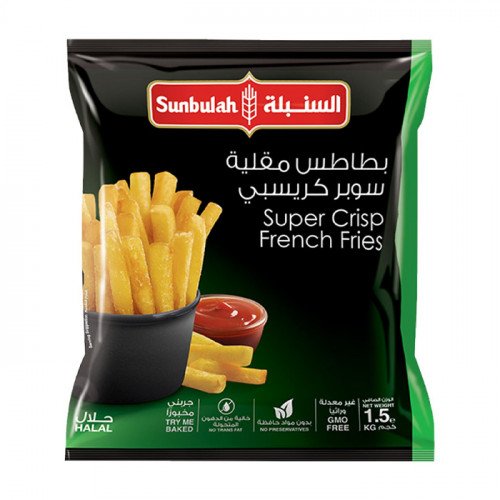 Sunbulah السنبلة
بطاطس مقلية
سوبر كريسبي
Super Crisp
French Fries
Serving Suggestion
حلال
HALAL
جربني
مخبوزا
TRY ME
BAKED
خالية من الدهون
المتحولة
NO TRANS FAT
بدون مواد حافظة
NO PRESERVATIVES
غير معدلة
وراثيا
GMO
FREE
الوزن الصافي
NET WEIGHT
1.5
KG كجم